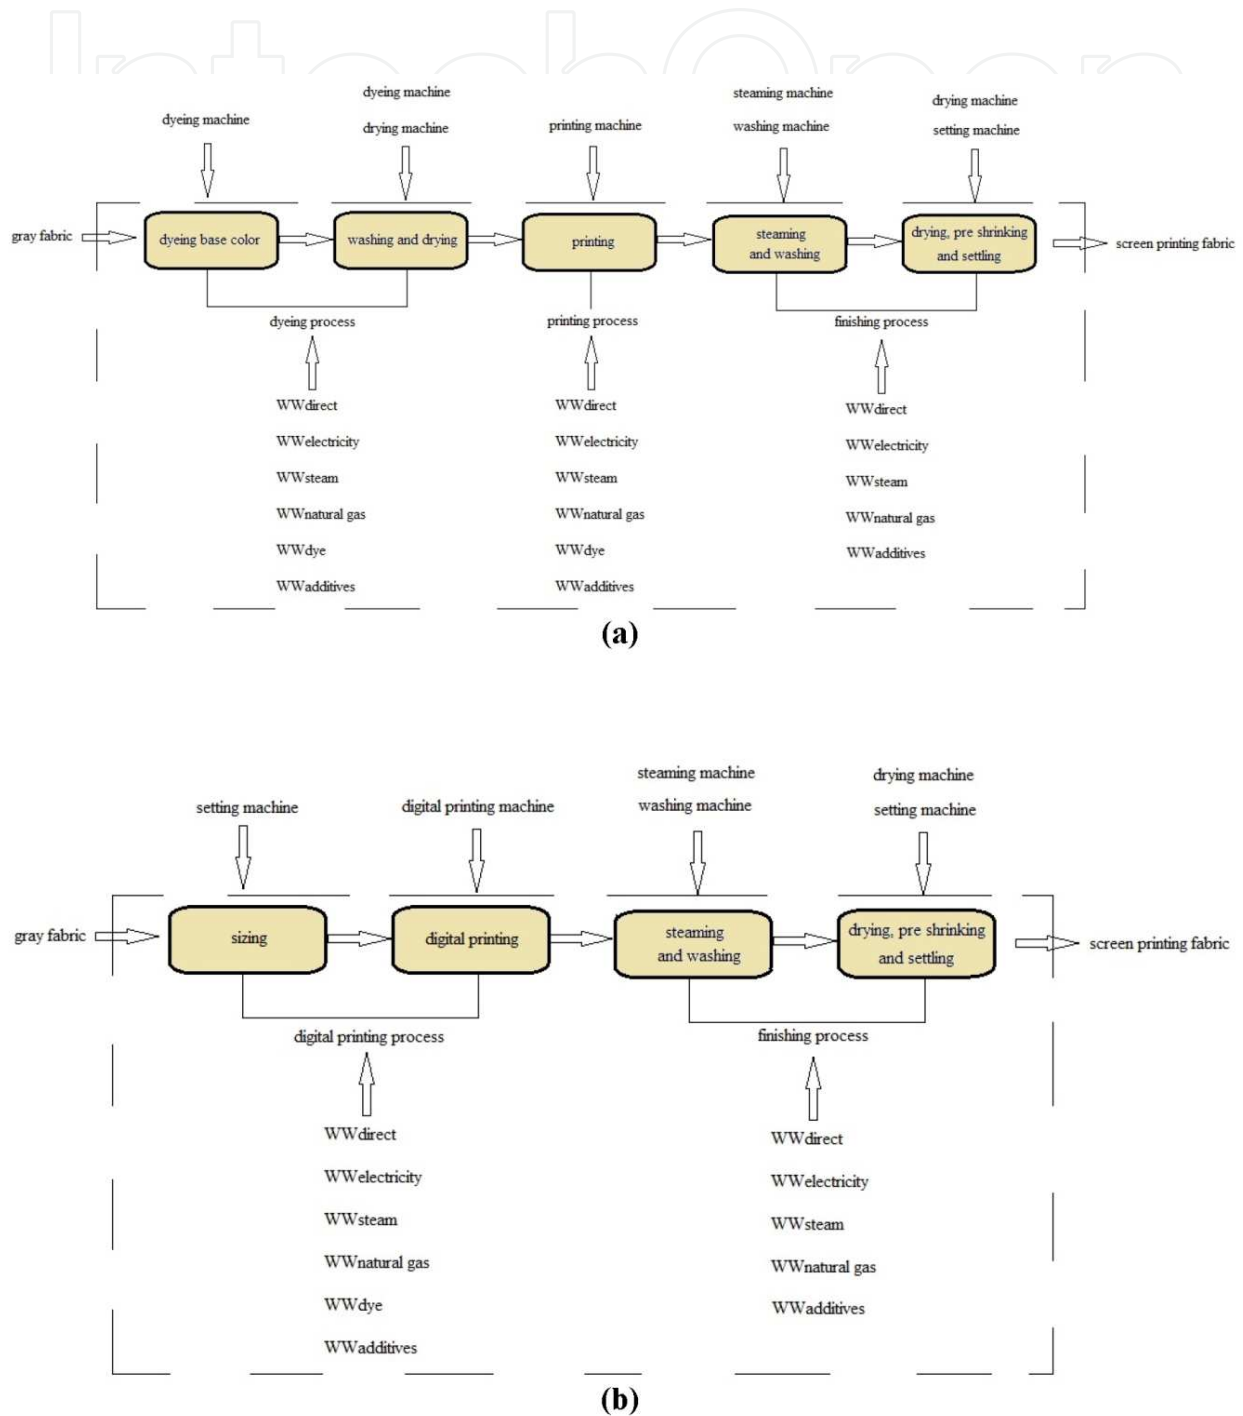 IntechOpen
dyeing machine
dyeing machine
drying machine
printing machine
steaming machine
washing machine
drying machine
setting machine
gray fabric
dyeing base color
washing and drying
printing
steaming
and washing
drying, pre shrinking
and settling
screen printing fabric
dyeing process
printing process
finishing process
WWdirect
WWelectricity
WWsteam
WWnatural gas
WWdye
WWadditives
WWdirect
WWelectricity
WWsteam
WWnatural gas
WWdye
WWadditives
WWdirect
WWelectricity
WWsteam
WWnatural gas
WWadditives
(a)
setting machine
digital printing machine
steaming machine
washing machine
drying machine
setting machine
gray fabric
sizing
digital printing
steaming
and washing
drying, pre shrinking
and settling
screen printing fabric
digital printing process
finishing process
WWdirect
WWelectricity
WWsteam
WWnatural gas
WWdye
WWadditives
WWdirect
WWelectricity
WWsteam
WWnatural gas
WWadditives
(b)